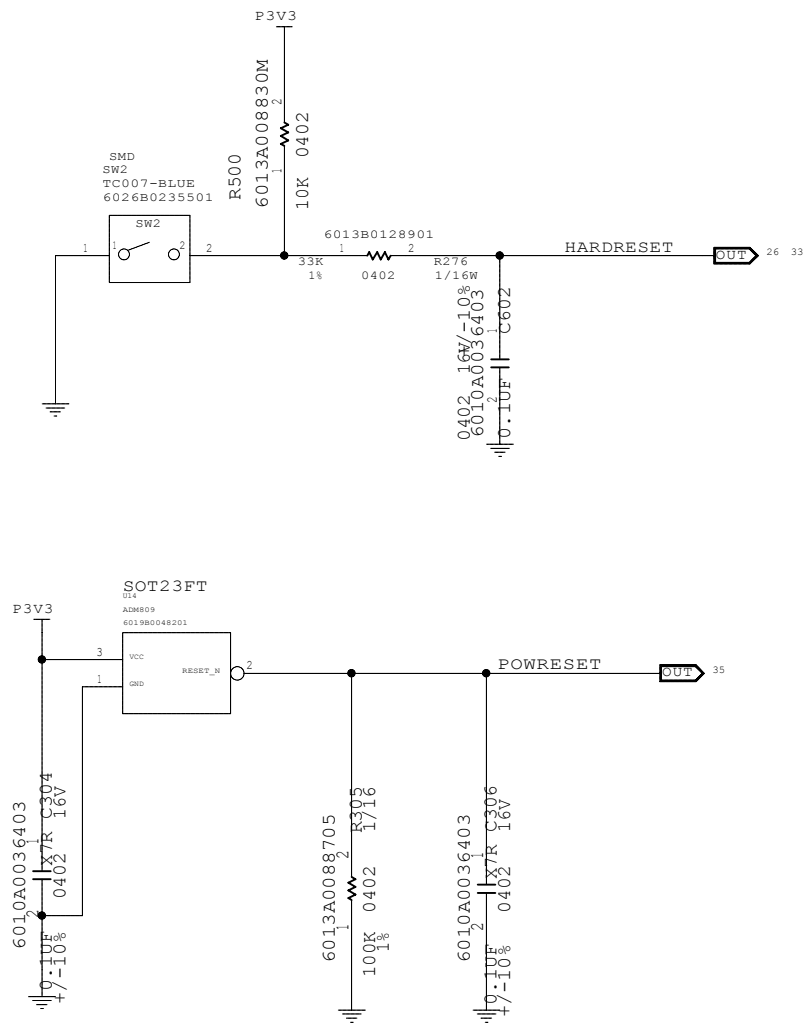 P3V3
R500
6013A008830M
2
1
10K 0402
SMD
SW2
TC007-BLUE
6026B0235501
SW2
1
1
2
2
6013B0128901
1
2
33K
1%
0402
R276
1/16W
HARDRESET
OUT
26 33
0402 16V/-10%
6010A0036403
1
2
0.1UF C602
SOT23FT
U14
ADM809
6019B0048201
P3V3
3
VCC
RESET_N
2
1
GND
POWRESET
OUT
35
6010A0036403
1
2
0.1UF X7R C304
+/-10% 0402 16V
6013A0088705
2
1
R305
100K 0402 1/16
1%
6010A0036403
1
2
0.1UF X7R C306
+/-10% 0402 16V